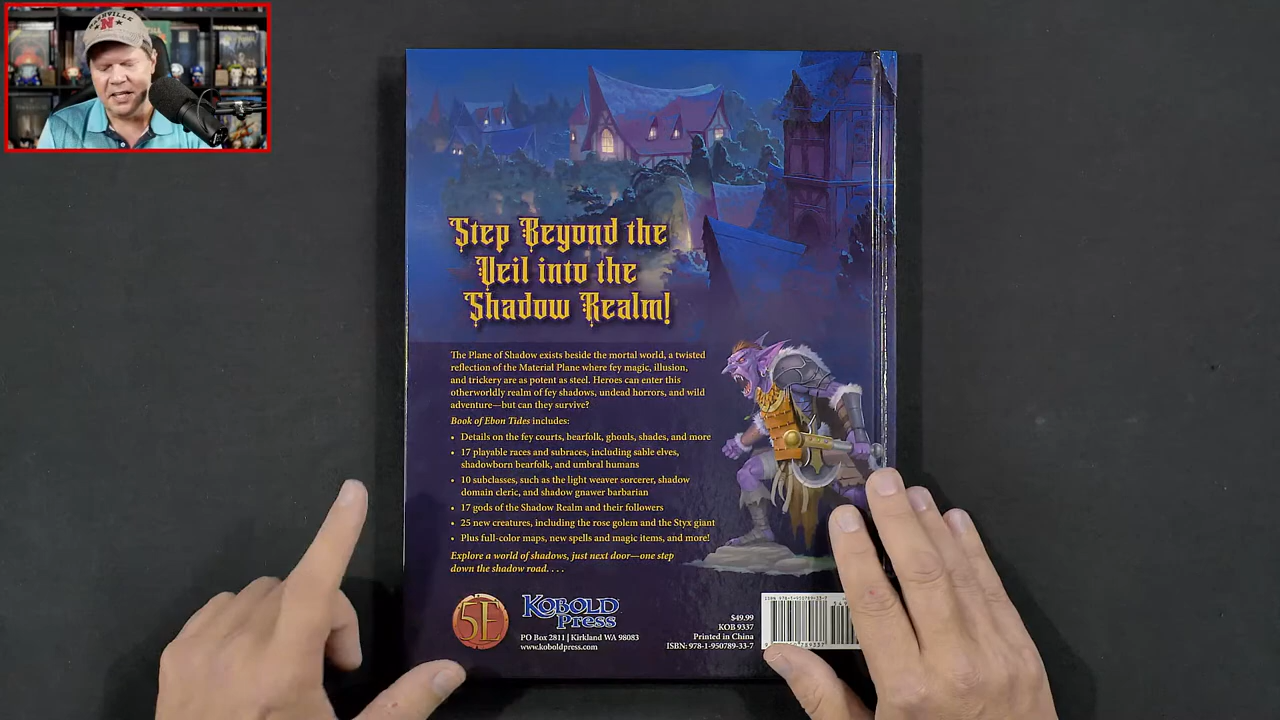 NASHVILLE
N
Step Beyond the
Veil into the
Shadow Realm!
The Plane of Shadow exists beside the mortal world, a twisted
reflection of the Material Plane where fey magic, illusion,
and trickery are as potent as steel. Heroes can enter this
otherworldly realm of fey shadows, undead horrors, and wild
adventure—but can they survive?
Book of Ebon Tides includes:
• Details on the fey courts, bearfolk, ghouls, shades, and more
• 17 playable races and subraces, including sable elves,
shadowborn bearfolk, and umbral humans
• 10 subclasses, such as the light weaver sorcerer, shadow
domain cleric, and shadow gnawer barbarian
• 17 gods of the Shadow Realm and their followers
• 25 new creatures, including the rose golem and the Styx giant
• Plus full-color maps, new spells and magic items, and more!
Explore a world of shadows, just next door—one step
down the shadow road. . . .
5E
KOBOLD
Press
PO Box 2811 | Kirkland WA 98083
www.koboldpress.com
$49.99
KOB 9337
Printed in China
ISBN: 978-1-950789-33-7
ISBN 978-1-950789-33-7